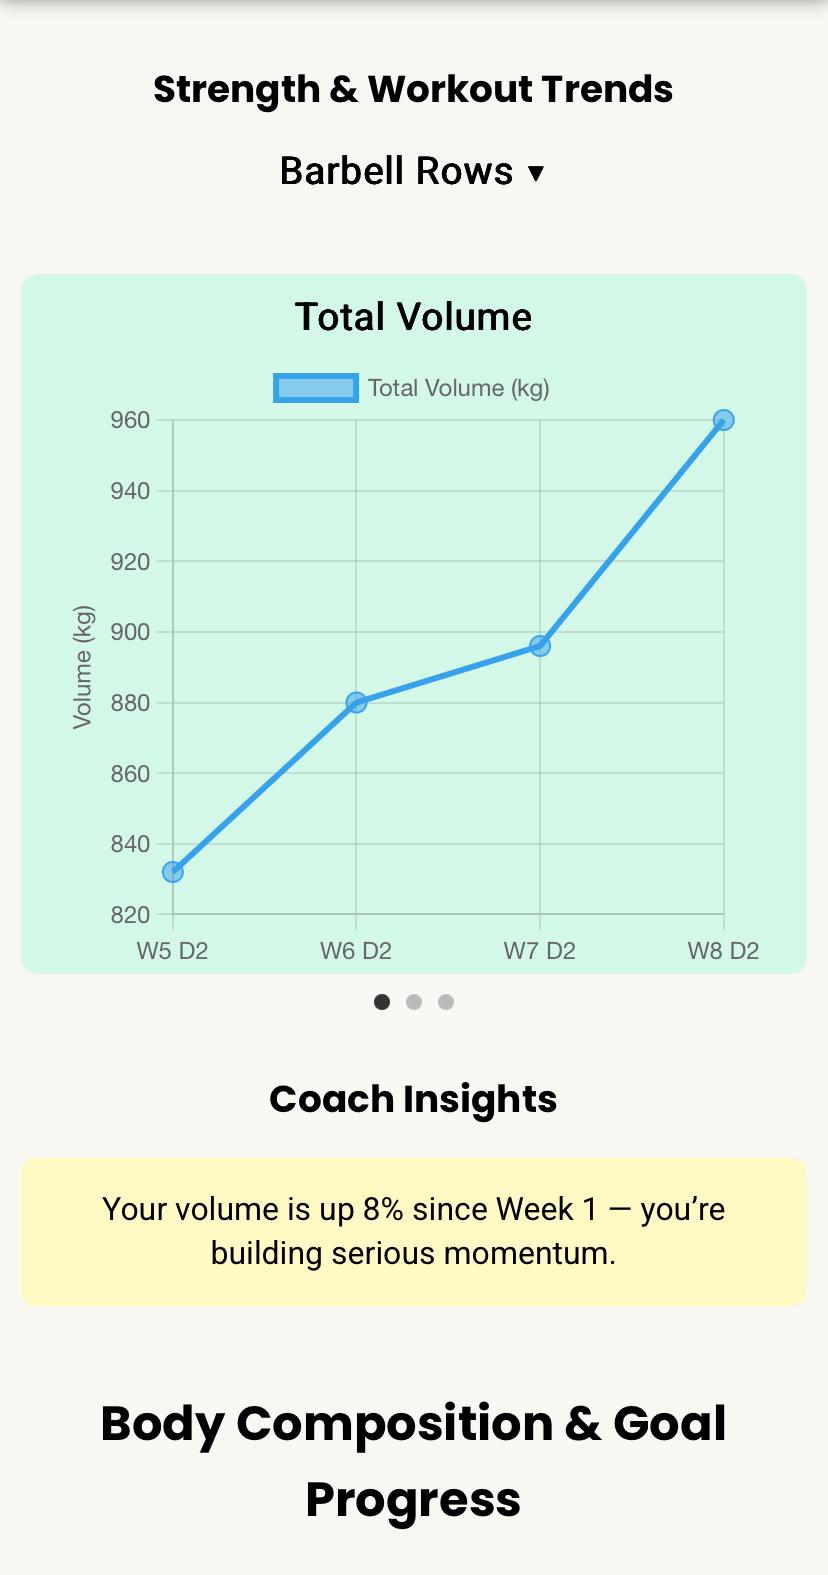 Strength & Workout Trends
Barbell Rows ▼
Total Volume
Total Volume (kg)
960
940
920
900
880
860
840
820
Volume (kg)
W5 D2 W6 D2 W7 D2 W8 D2
Coach Insights
Your volume is up 8% since Week 1 — you’re
building serious momentum.
Body Composition & Goal
Progress